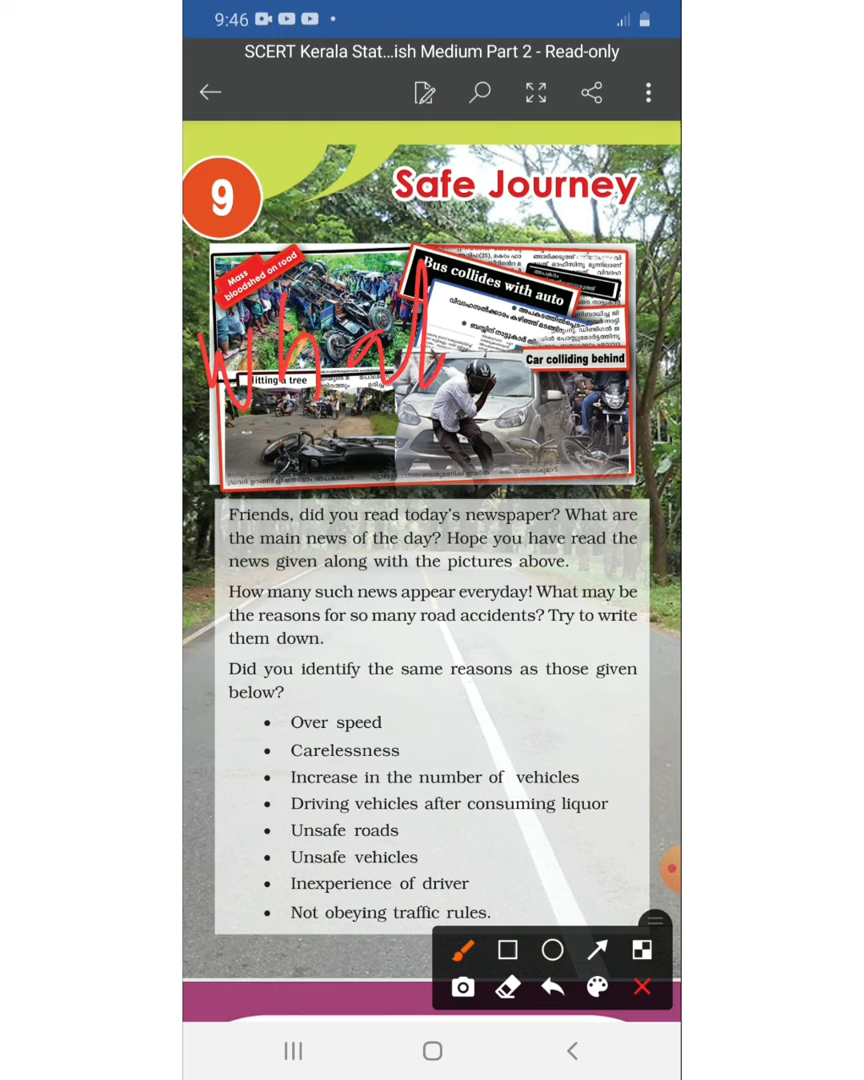 9:46
SCERT Kerala Stat...ish Medium Part 2 - Read-only
9
Safe Journey
Mass
bloodshed on road
Bus collides with auto
വിവാഹസൽക്കാരം കഴിഞ്ഞ് മടങ്ങി
ബസ്സിന് നാട്ടുകാർ
Car colliding behind
itting a tree
what
Friends, did you read today's newspaper? What are
the main news of the day? Hope you have read the
news given along with the pictures above.
How many such news appear everyday! What may be
the reasons for so many road accidents? Try to write
them down.
Did you identify the same reasons as those given
below?
• Over speed
• Carelessness
• Increase in the number of vehicles
• Driving vehicles after consuming liquor
• Unsafe roads
• Unsafe vehicles
• Inexperience of driver
• Not obeying traffic rules.